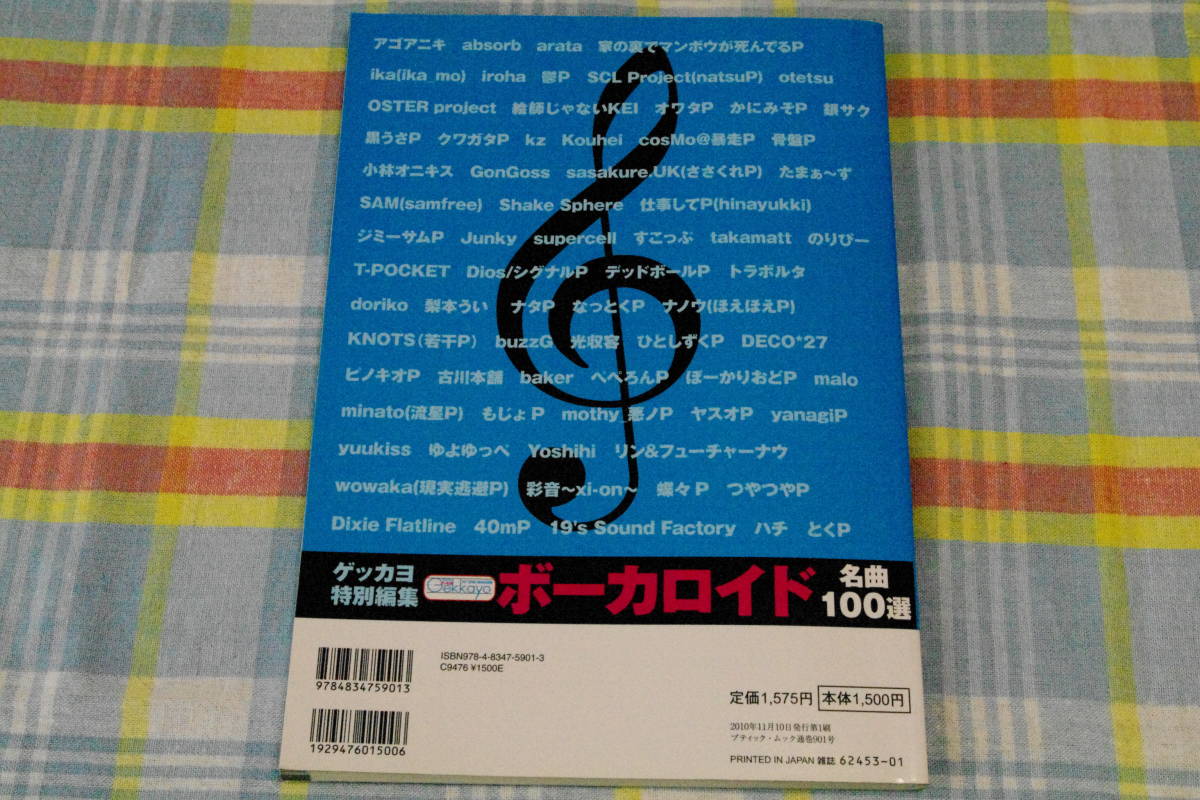 アゴアニキ absorb arata 家の裏でマンボウが死んでるP
ika(ika_mo) iroha 鬱P SCL Project(natsuP) otetsu
OSTER project 絵師じゃないKEI オワタP かにみそP 額サク
黒うさP クワガタP kz Kouhei cosMo@暴走P 骨盤P
小林オニキス GonGoss sasakure.UK(ささくれP) たまぁ〜ず
SAM(samfree) Shake Sphere 仕事してP(hinayukki)
ジミーサムP Junky supercell すこっぷ takamatt のりぴー
T-POCKET Dios/シグナルP デッドボールP トラボルタ
doriko 梨本うい ナタP なっとくP ナノウ(ほえほえP)
KNOTS(若干P) buzzG 光収容 ひとしずくP DECO*27
ピノキオP 古川本舗 baker ぺぺろんP ぼーかりおどP malo
minato(流星P) もじょP mothy_悪ノP ヤスオP yanagiP
yuukiss ゆよゆっぺ Yoshihi リン&フューチャーナウ
wowaka(現実逃避P) 彩音〜xi-on〜 蝶々P つやつやP
Dixie Flatline 40mP 19's Sound Factory ハチ とくP
ゲッカヨ
特別編集
Gekkayo
ボーカロイド
名曲
100選
ISBN978-4-8347-5901-3
C9476 ¥1500E
9784834759013
1929476015006
定価1,575円 本体1,500円
2010年11月10日発行第1刷
ブティック・ムック通巻901号
PRINTED IN JAPAN 雑誌 62453-01